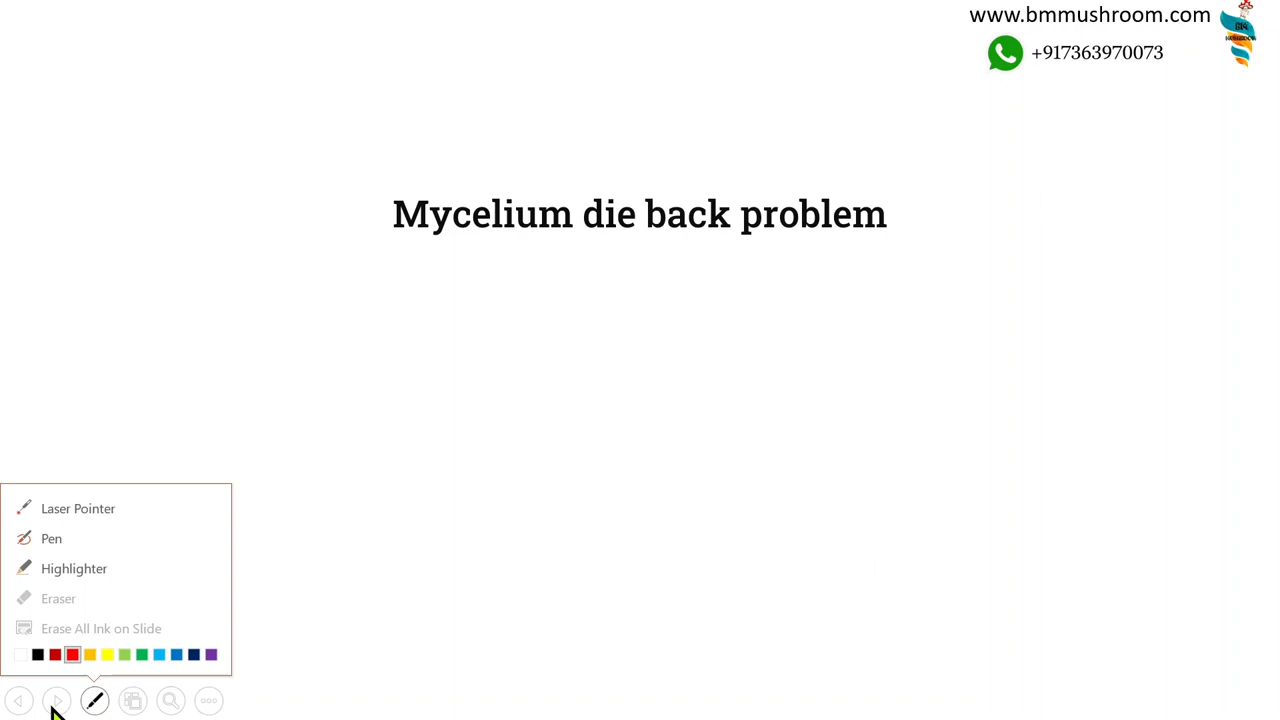 www.bmmushroom.com
+917363970073
Mycelium die back problem
Laser Pointer
Pen
Highlighter
Eraser
Erase All Ink on Slide